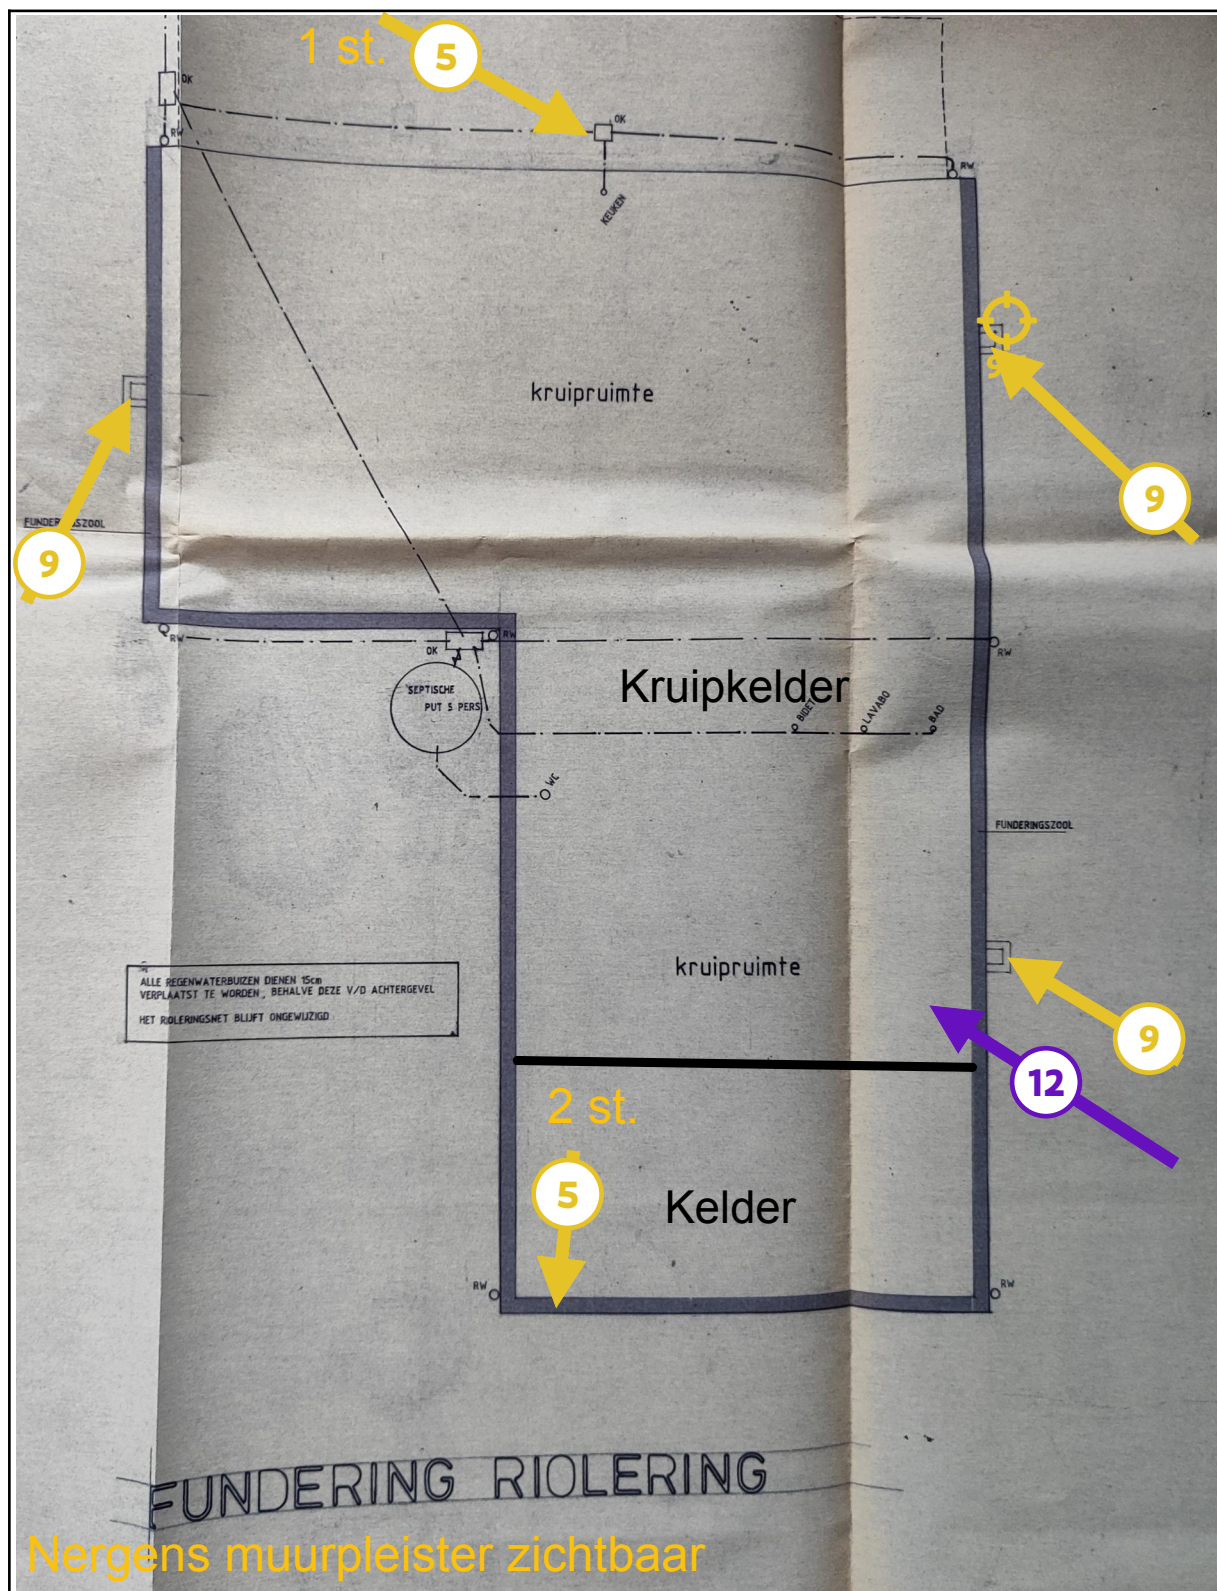 1 st.
5
OK
OK
RW
RW
KEUKEN
kruipruimte
9
9
FUNDERINGSZOOL
9
RW
RW
OK
RW
Kruipkelder
SEPTISCHE
PUT 5 PERS
BIDET
LAVABO
BAD
WC
FUNDERINGSZOOL
kruipruimte
ALLE REGENWATERBUIZEN DIENEN 15cm
VERPLAATST TE WORDEN, BEHALVE DEZE V/D ACHTERGEVEL
HET RIOLERINGSNET BLIJFT ONGEWIJZIGD
9
12
2 st.
5
Kelder
RW
RW
FUNDERING RIOLERING
Nergens muurpleister zichtbaar